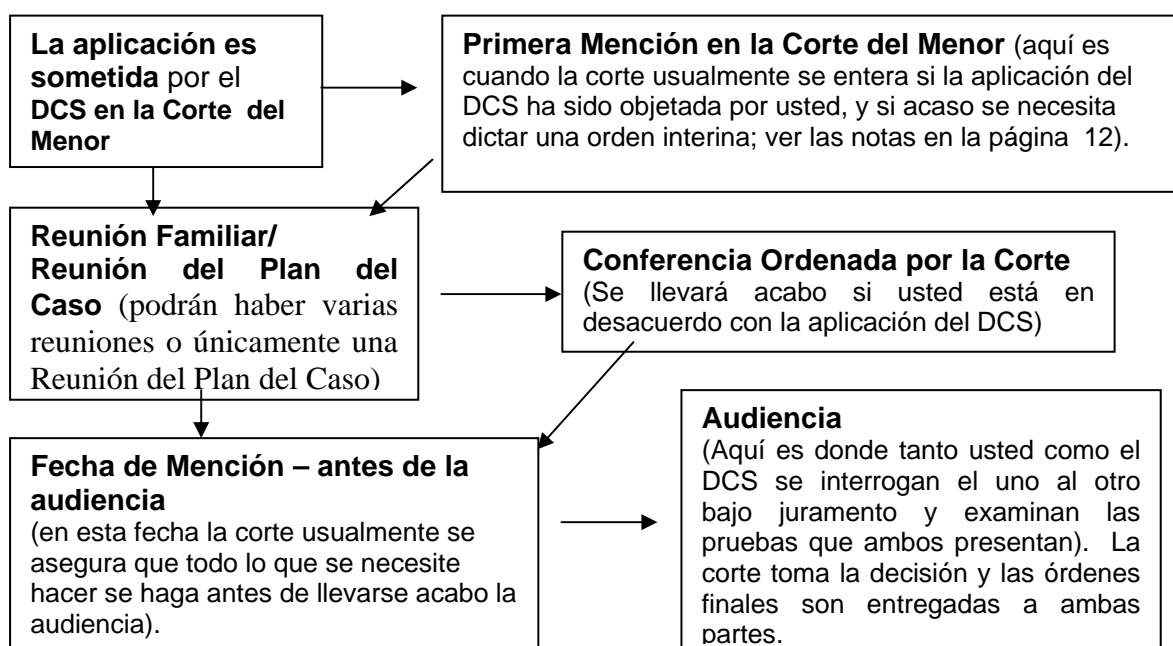 La aplicación es
sometida por el
DCS en la Corte del
Menor
Primera Mención en la Corte del Menor (aquí es
cuando la corte usualmente se entera si la aplicación del
DCS ha sido objetada por usted, y si acaso se necesita
dictar una orden interina; ver las notas en la página 12).
Reunión Familiar/
Reunión del Plan del
Caso (podrán haber varias
reuniones o únicamente una
Reunión del Plan del Caso)
Conferencia Ordenada por la Corte
(Se llevará acabo si usted está en
desacuerdo con la aplicación del DCS)
Fecha de Mención – antes de la
audiencia
(en esta fecha la corte usualmente se
asegura que todo lo que se necesite
hacer se haga antes de llevarse acabo la
audiencia).
Audiencia
(Aquí es donde tanto usted como el
DCS se interrogan el uno al otro
bajo juramento y examinan las
pruebas que ambos presentan). La
corte toma la decisión y las órdenes
finales son entregadas a ambas
partes.